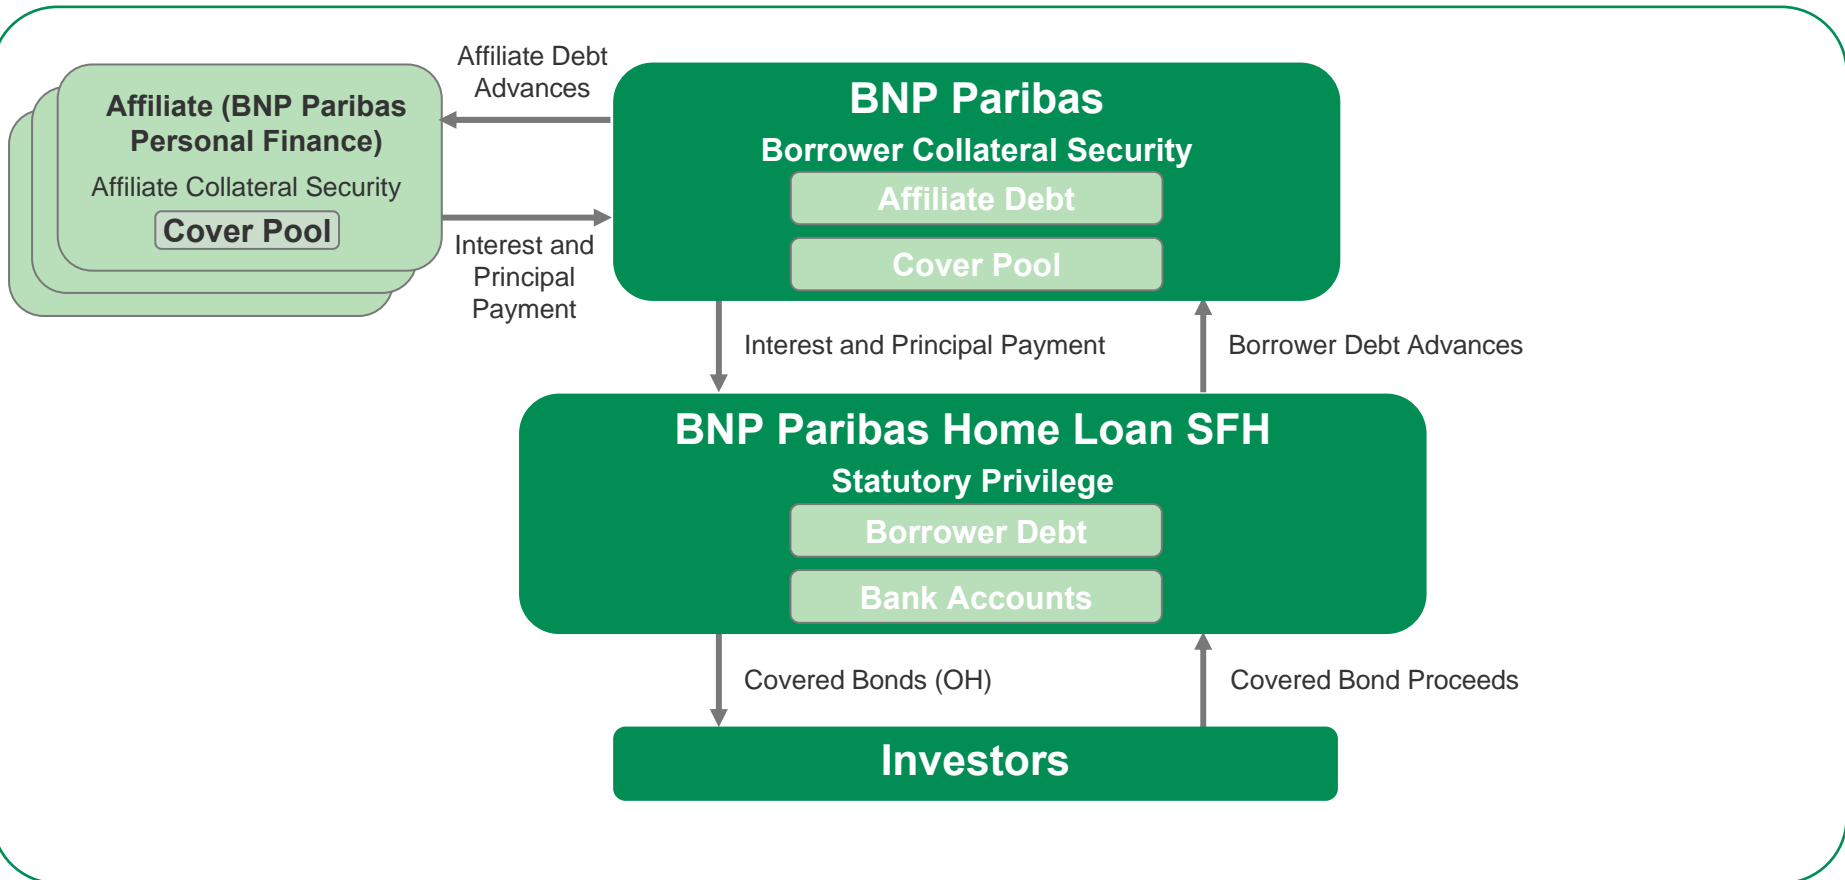 Affiliate Debt
Advances
Affiliate (BNP Paribas
Personal Finance)
Affiliate Collateral Security
Cover Pool
Interest and
Principal
Payment
BNP Paribas
Borrower Collateral Security
Affiliate Debt
Cover Pool
Interest and Principal Payment
Borrower Debt Advances
BNP Paribas Home Loan SFH
Statutory Privilege
Borrower Debt
Bank Accounts
Covered Bonds (OH)
Covered Bond Proceeds
Investors